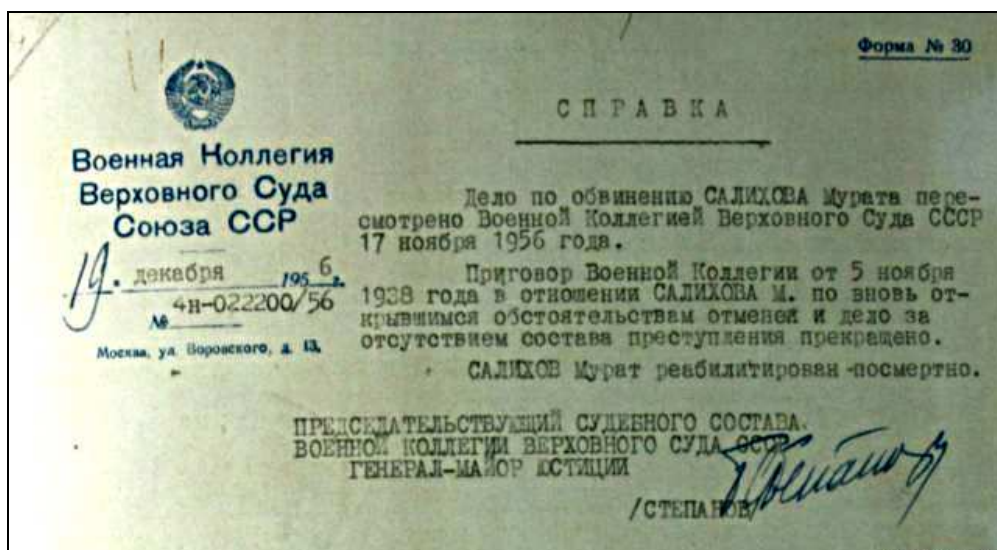 Форма № 30
СПРАВКА
Военная Коллегия
Верховного Суда
Союза ССР
19. декабря 1956г.
4н-022200/56
№
Москва, ул. Воровского, д. 13.
Дело по обвинению САЛИХОВА Мурата пере-
смотрено Военной Коллегией Верховного Суда СССР
17 ноября 1956 года.
Приговор Военной Коллегии от 5 ноября
1938 года в отношении САЛИХОВА М. по вновь от-
крывшимся обстоятельствам отменен и дело за
отсутствием состава преступления прекращено.
САЛИХОВ Мурат реабилитирован посмертно.
ПРЕДСЕДАТЕЛЬСТВУЮЩИЙ СУДЕБНОГО СОСТАВА
ВОЕННОЙ КОЛЛЕГИИ ВЕРХОВНОГО СУДА СССР
ГЕНЕРАЛ-МАЙОР ЮСТИЦИИ
/СТЕПАНОВ/